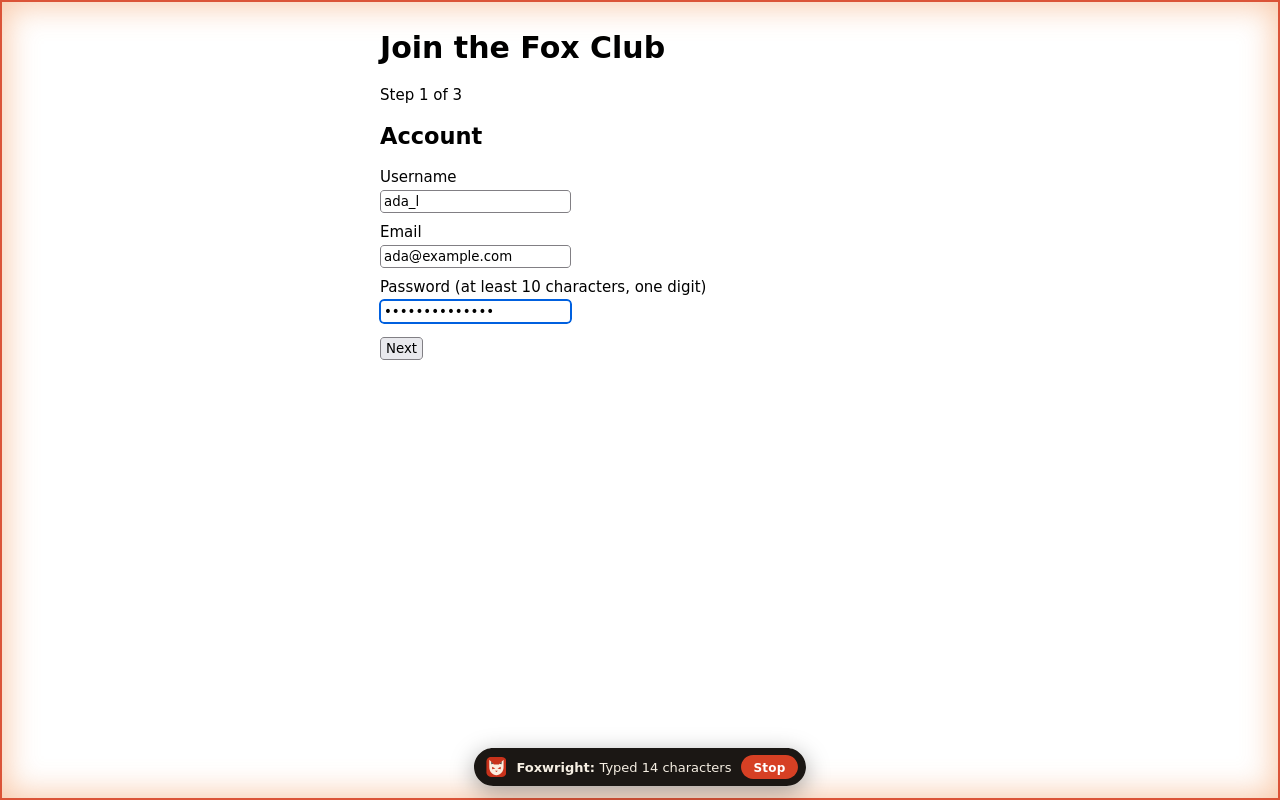 Join the Fox Club
Step 1 of 3
Account
Username
ada_l
Email
ada@example.com
Password (at least 10 characters, one digit)
••••••••••••••
Next
Foxwright: Typed 14 characters Stop